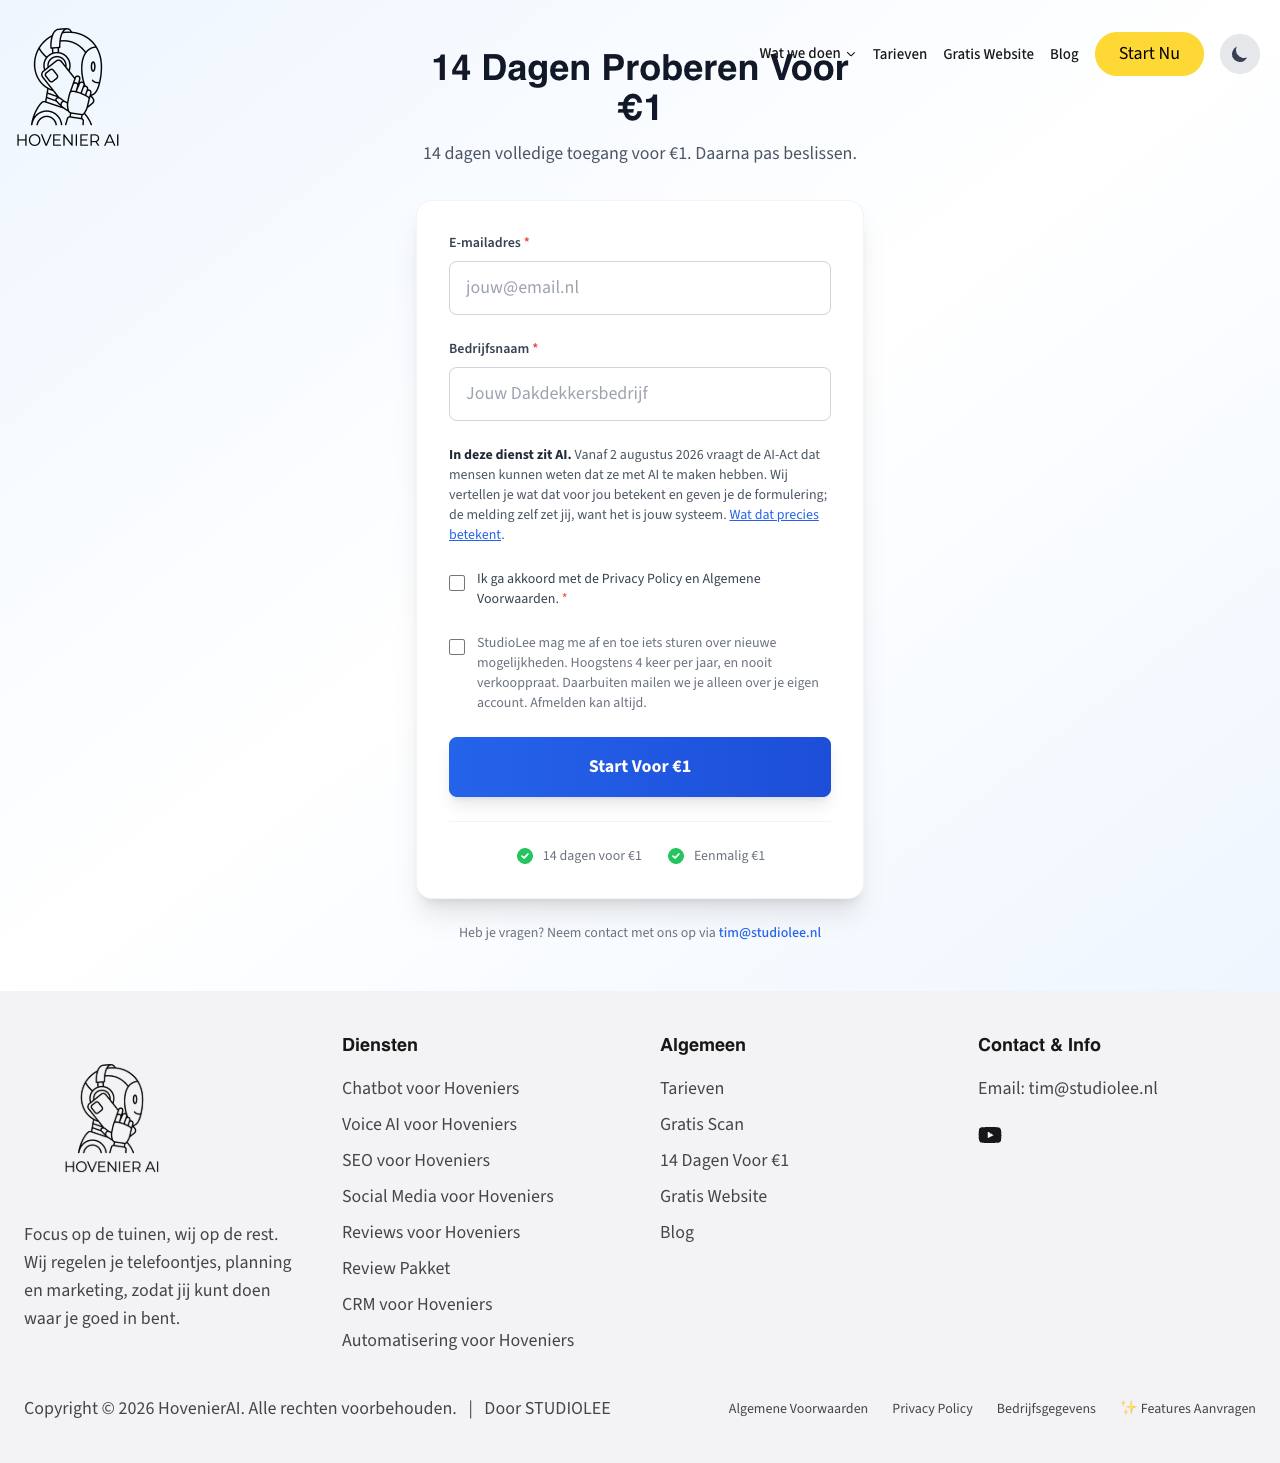 HOVENIER AI
Wat we doen
Tarieven
Gratis Website
Blog
Start Nu
14 Dagen Proberen Voor
€1
14 dagen volledige toegang voor €1. Daarna pas beslissen.
E-mailadres *
jouw@email.nl
Bedrijfsnaam *
Jouw Dakdekkersbedrijf
In deze dienst zit AI. Vanaf 2 augustus 2026 vraagt de AI-Act dat
mensen kunnen weten dat ze met AI te maken hebben. Wij
vertellen je wat dat voor jou betekent en geven je de formulering;
de melding zelf zet jij, want het is jouw systeem. Wat dat precies
betekent.
Ik ga akkoord met de Privacy Policy en Algemene
Voorwaarden. *
StudioLee mag me af en toe iets sturen over nieuwe
mogelijkheden. Hoogstens 4 keer per jaar, en nooit
verkooppraat. Daarbuiten mailen we je alleen over je eigen
account. Afmelden kan altijd.
Start Voor €1
14 dagen voor €1
Eenmalig €1
Heb je vragen? Neem contact met ons op via tim@studiolee.nl
HOVENIER AI
Focus op de tuinen, wij op de rest.
Wij regelen je telefoontjes, planning
en marketing, zodat jij kunt doen
waar je goed in bent.
Diensten
Chatbot voor Hoveniers
Voice AI voor Hoveniers
SEO voor Hoveniers
Social Media voor Hoveniers
Reviews voor Hoveniers
Review Pakket
CRM voor Hoveniers
Automatisering voor Hoveniers
Algemeen
Tarieven
Gratis Scan
14 Dagen Voor €1
Gratis Website
Blog
Contact & Info
Email: tim@studiolee.nl
Copyright © 2026 HovenierAI. Alle rechten voorbehouden. | Door STUDIOLEE
Algemene Voorwaarden
Privacy Policy
Bedrijfsgegevens
✨ Features Aanvragen